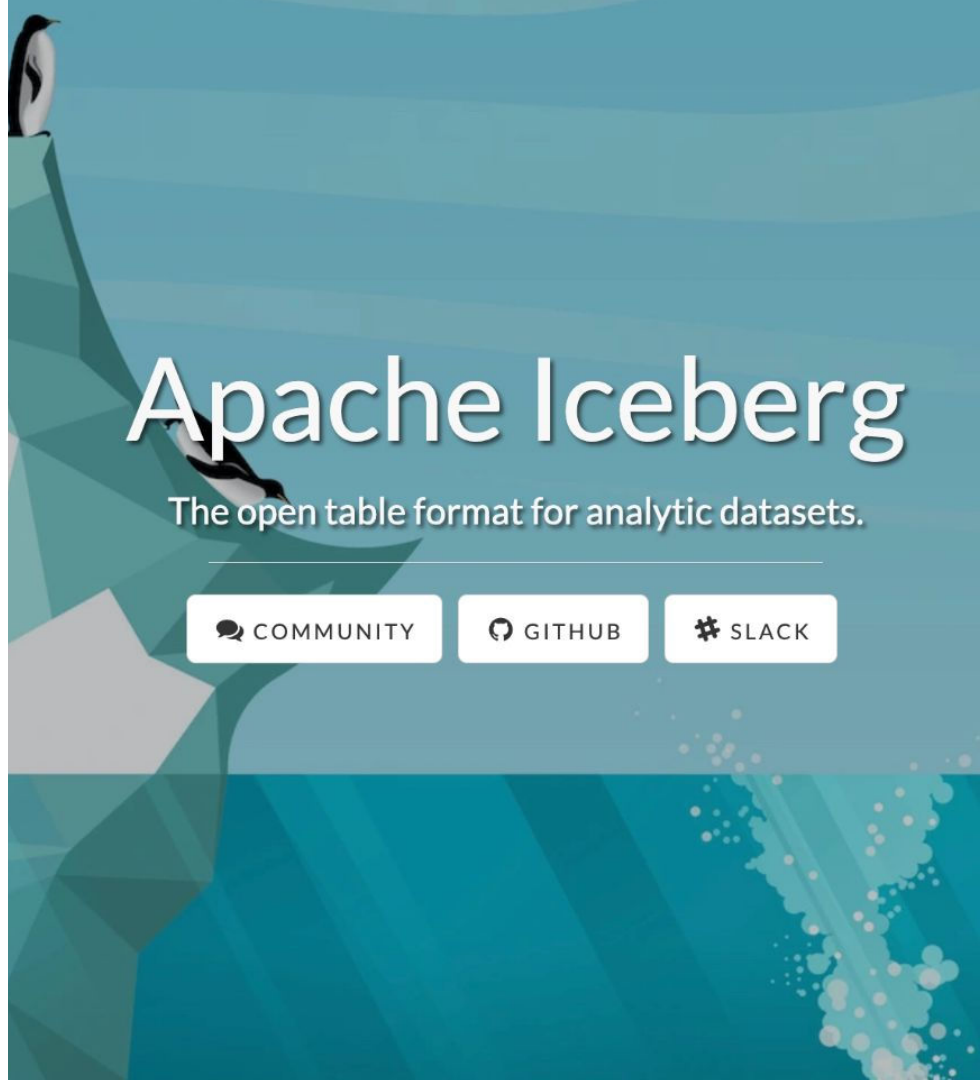 Apache Iceberg
The open table format for analytic datasets.
COMMUNITY GITHUB SLACK